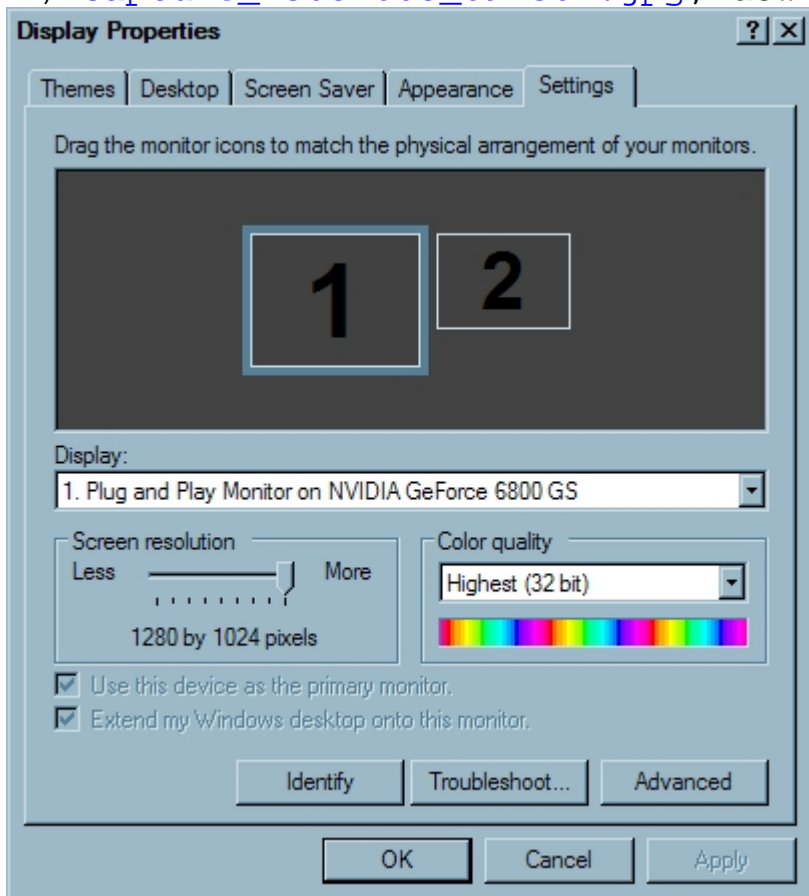 Display Properties
Themes Desktop Screen Saver Appearance Settings
Drag the monitor icons to match the physical arrangement of your monitors.
1 2
Display:
1. Plug and Play Monitor on NVIDIA GeForce 6800 GS
Screen resolution
Less More
1280 by 1024 pixels
Color quality
Highest (32 bit)
Use this device as the primary monitor.
Extend my Windows desktop onto this monitor.
Identify Troubleshoot... Advanced
OK Cancel Apply